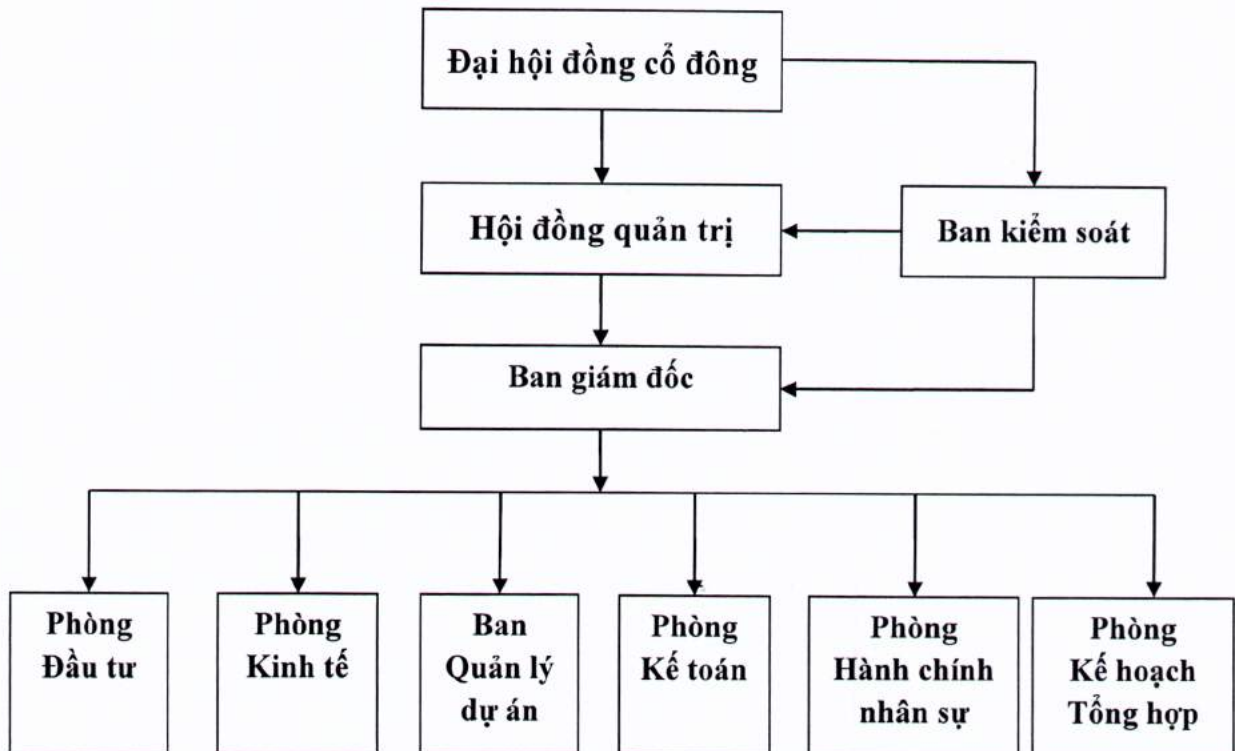 Đại hội đồng cổ đông
Hội đồng quản trị
Ban kiểm soát
Ban giám đốc
Phòng
Đầu tư
Phòng
Kinh tế
Ban
Quản lý
dự án
Phòng
Kế toán
Phòng
Hành chính
nhân sự
Phòng
Kế hoạch
Tổng hợp